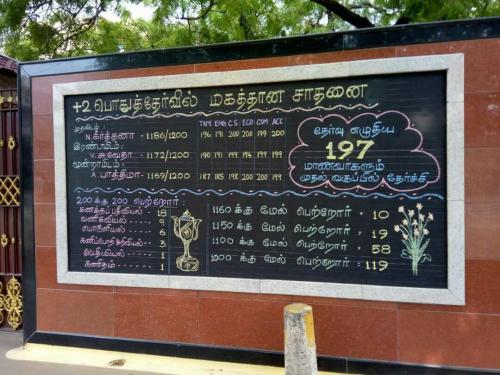 +2 பொதுத்தேர்வில் மகத்தான சாதனை
TAM ENG C.S ECO COM ACC
முதலிடம் :
N. கீர்த்தனா - 1186/1200 196 191 200 200 199 200
இரண்டாமிடம் :
V. சுவேதா - 1172/1200 190 191 199 194 199 199
மூன்றாமிடம் :
A பாத்திமா - 1169/1200 187 185 198 200 200 199
தேர்வு எழுதிய
197
மாணவர்களும்
முதல் வகுப்பில் தேர்ச்சி
200 க்கு 200 பெற்றோர் :
கணக்குப் பதிவியல் - 18
வணிகவியல் - 9
பொருளியல் - 6
கணிப்பொறி அறிவியல் - 3
வேதியியல் - 1
கணிதம் - 1
1160 க்கு மேல் பெற்றோர் - 10
1150 க்கு மேல் பெற்றோர் - 19
1100 க்கு மேல் பெற்றோர் - 58
1000 க்கு மேல் பெற்றோர் - 119